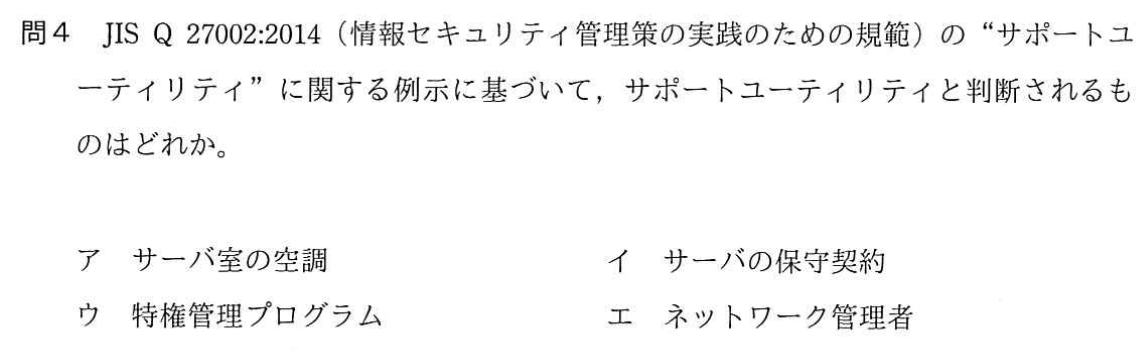 問4 JIS Q 27002:2014（情報セキュリティ管理策の実践のための規範）の“サポートユ
ーティリティ”に関する例示に基づいて，サポートユーティリティと判断されるも
のはどれか。
ア サーバ室の空調 イ サーバの保守契約
ウ 特権管理プログラム エ ネットワーク管理者